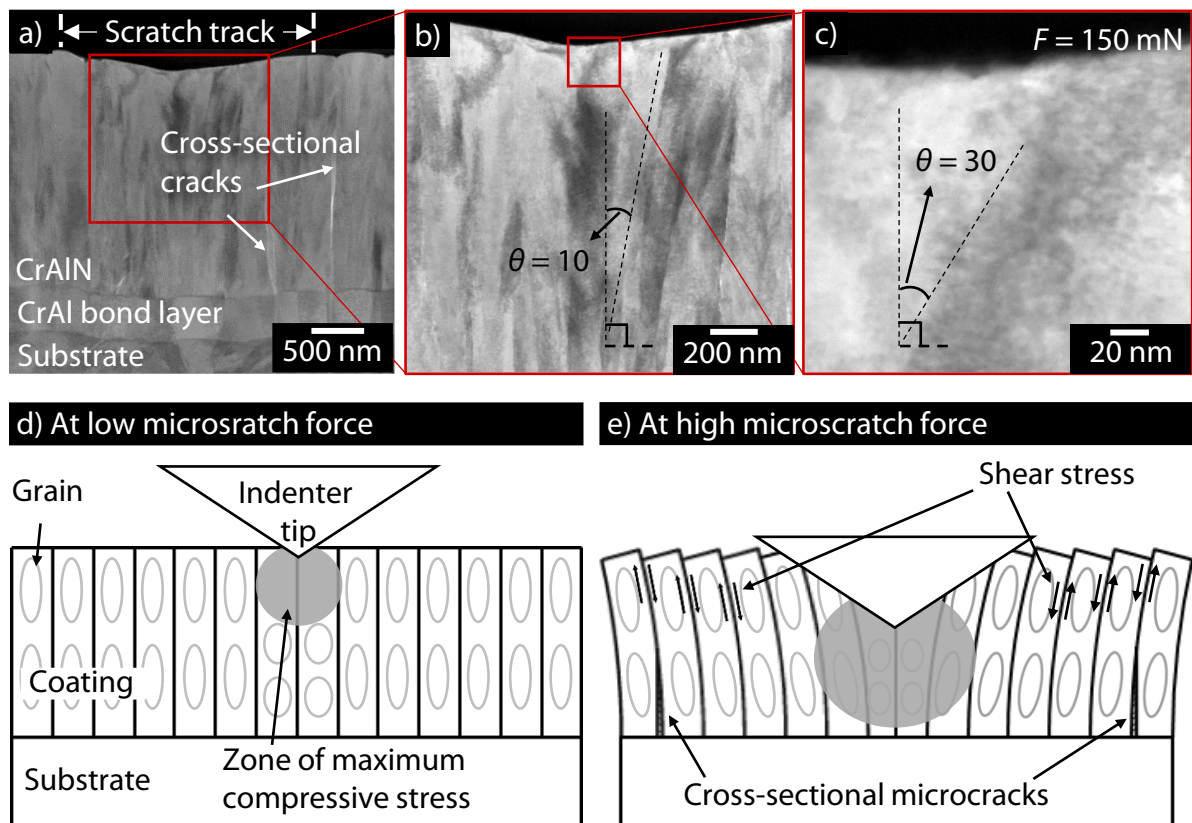 a)
Scratch track
Cross-sectional
cracks
CrAlN
CrAl bond layer
Substrate
500 nm
b)
θ = 10
200 nm
c)
F = 150 mN
θ = 30
20 nm
d) At low microsratch force
Grain
Indenter
tip
Coating
Substrate
Zone of maximum
compressive stress
e) At high microscratch force
Shear stress
Cross-sectional microcracks